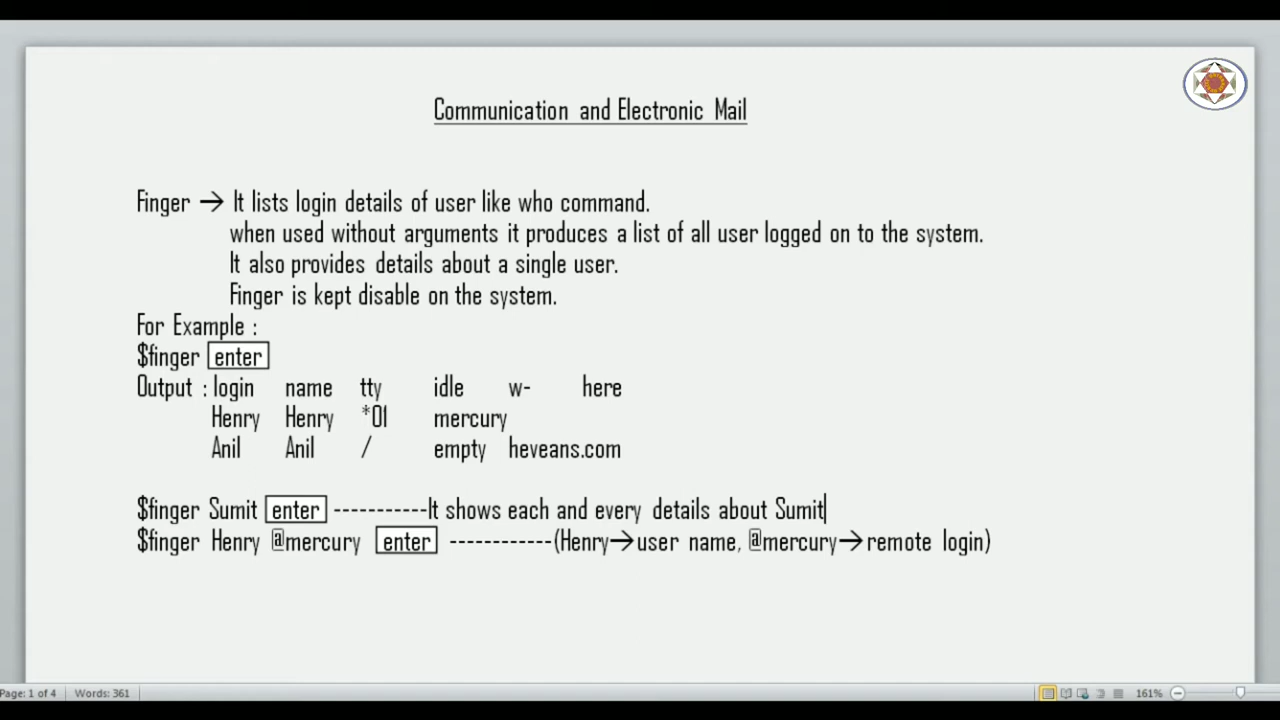 Communication and Electronic Mail
Finger → It lists login details of user like who command.
when used without arguments it produces a list of all user logged on to the system.
It also provides details about a single user.
Finger is kept disable on the system.
For Example :
$finger enter
Output : login name tty idle w- here
Henry Henry *01 mercury
Anil Anil / empty heveans.com
$finger Sumit enter -----------It shows each and every details about Sumit
$finger Henry @mercury enter ------------(Henry→user name, @mercury→remote login)
Page: 1 of 4 Words: 361 161%